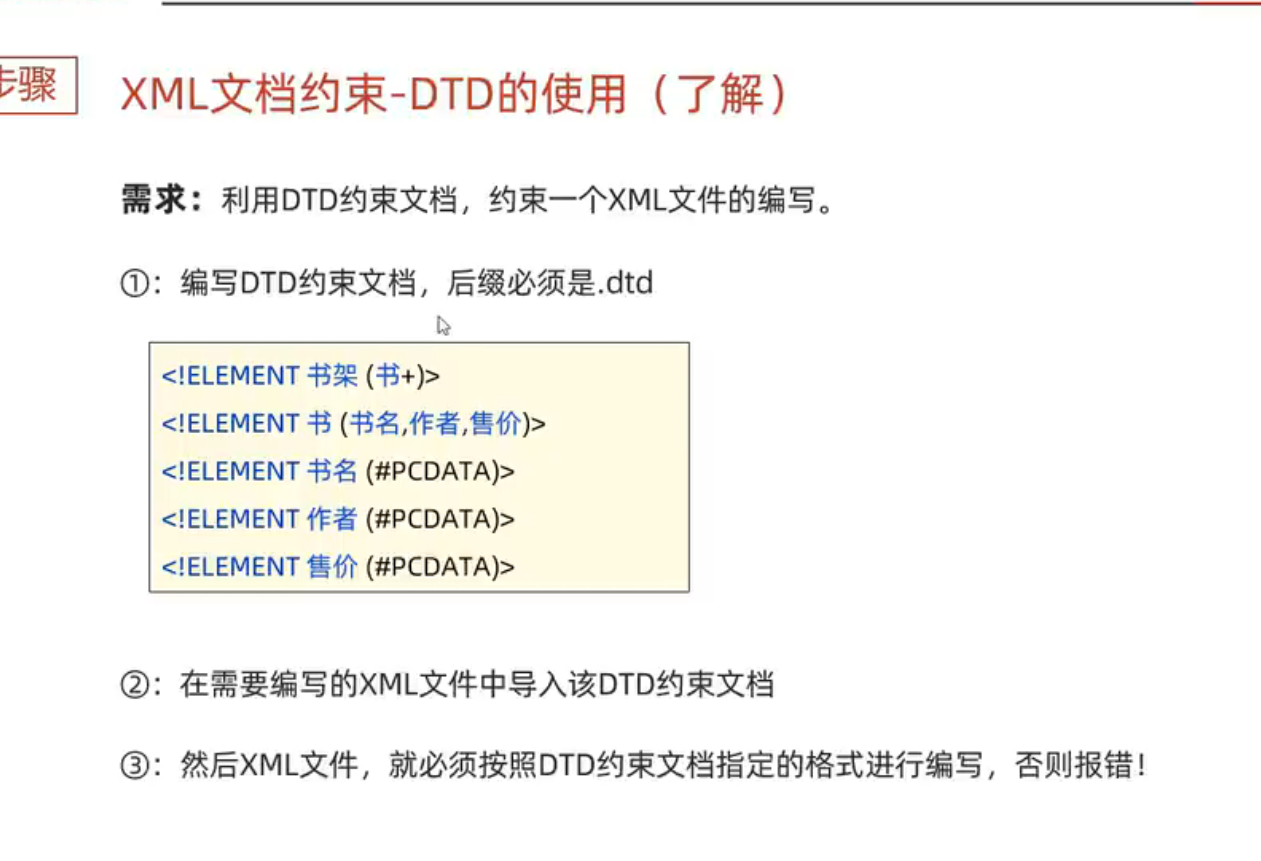 步骤
XML文档约束-DTD的使用（了解）
需求：利用DTD约束文档，约束一个XML文件的编写。
①：编写DTD约束文档，后缀必须是.dtd
<!ELEMENT 书架 (书+)>
<!ELEMENT 书 (书名,作者,售价)>
<!ELEMENT 书名 (#PCDATA)>
<!ELEMENT 作者 (#PCDATA)>
<!ELEMENT 售价 (#PCDATA)>
②：在需要编写的XML文件中导入该DTD约束文档
③：然后XML文件，就必须按照DTD约束文档指定的格式进行编写，否则报错！